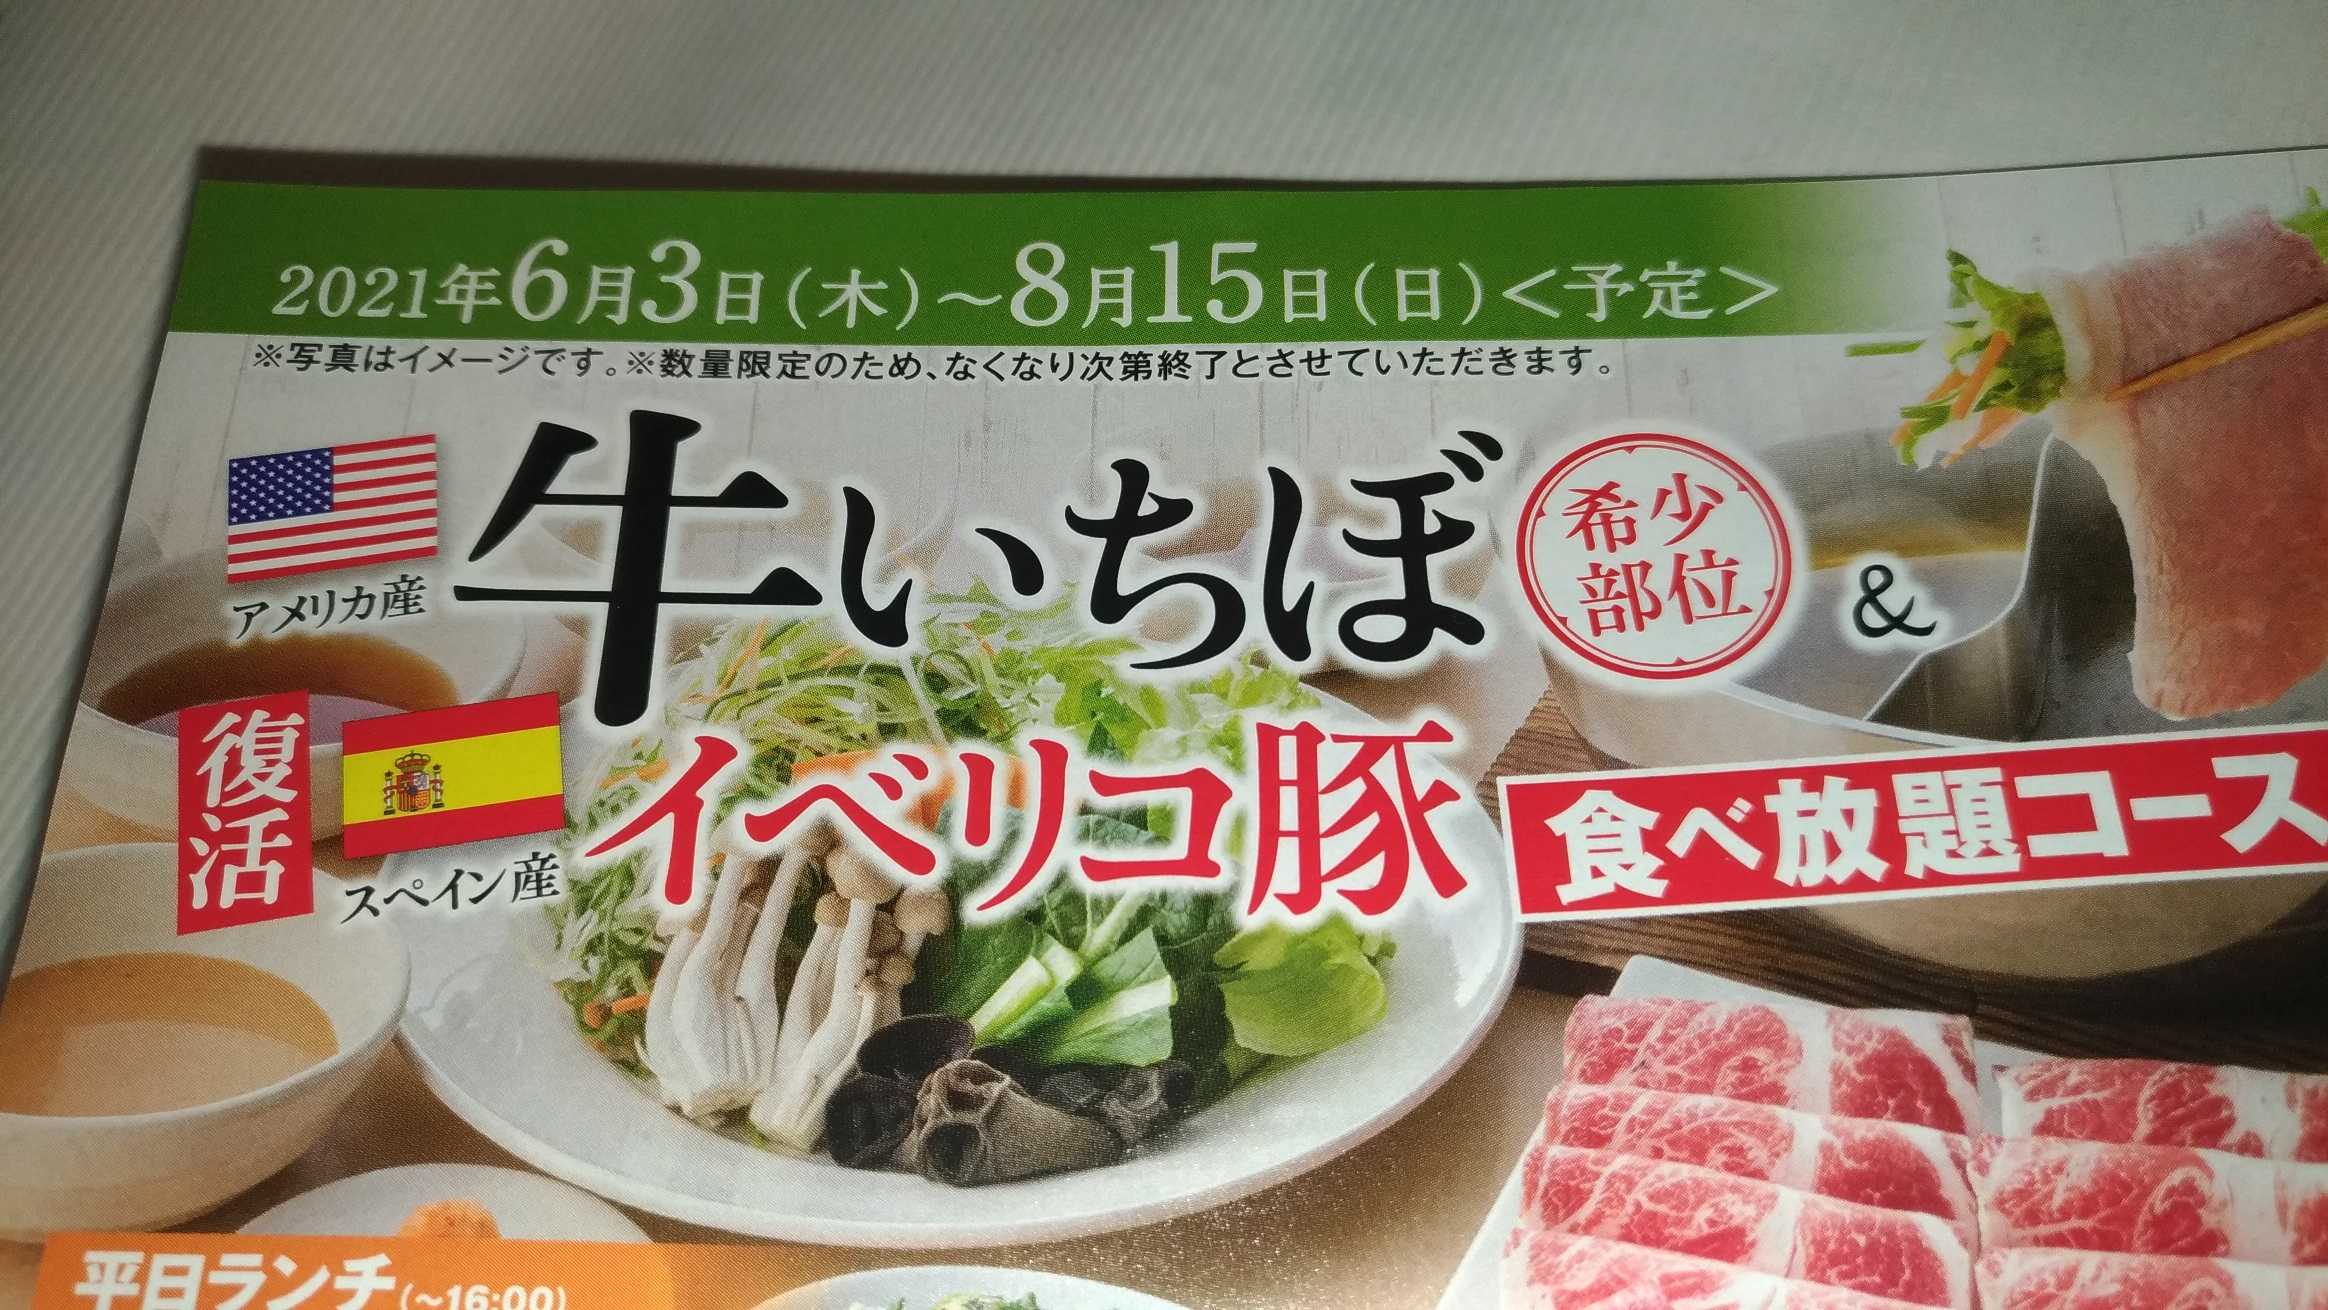 2021年6月3日（木）～8月15日（日）＜予定＞
※写真はイメージです。※数量限定のため、なくなり次第終了とさせていただきます。
アメリカ産
牛いちぼ
希少
部位
&
復活
スペイン産
イベリコ豚
食べ放題コース
平日ランチ(~16:00)